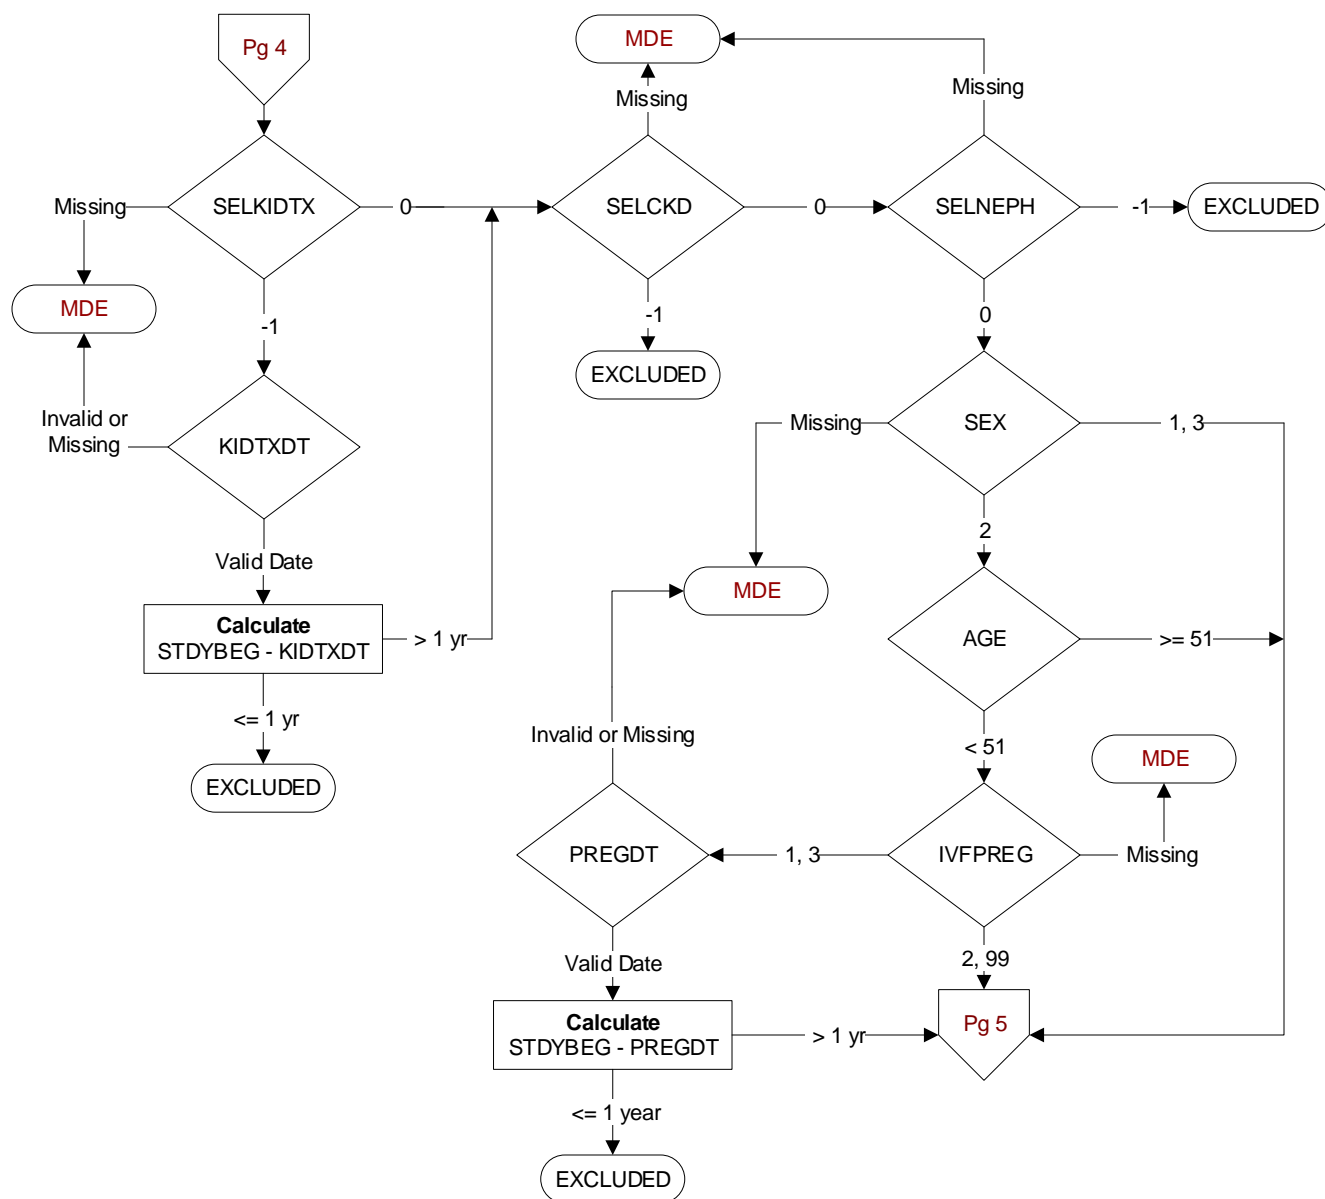 Pg 4
MDE
Missing
Missing
Missing
SELKIDTX
0
SELCKD
0
SELNEPH
-1
EXCLUDED
MDE
-1
-1
0
EXCLUDED
Invalid or
Missing
KIDTXDT
Missing
SEX
1, 3
Valid Date
2
MDE
Calculate
STDYBEG - KIDTXDT
> 1 yr
AGE
>= 51
<= 1 yr
Invalid or Missing
< 51
MDE
EXCLUDED
PREGDT
1, 3
IVFPREG
Missing
Valid Date
2, 99
Calculate
STDYBEG - PREGDT
> 1 yr
Pg 5
<= 1 year
EXCLUDED